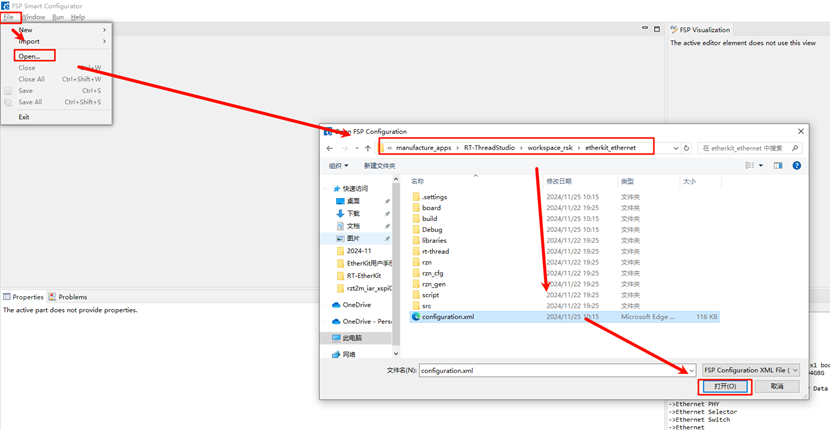 FSP Smart Configurator
File Window Run Help
New
Import
Open...
Close Ctrl+W
Close All Ctrl+Shift+W
Save Ctrl+S
Save All Ctrl+Shift+S
Exit
FSP Visualization
The active editor element does not use this view
Open FSP Configuration
« manufacture_apps > RT-ThreadStudio > workspace_rsk > etherkit_ethernet
在 etherkit_ethernet 中搜索
组织 新建文件夹
名称 修改日期 类型 大小
快速访问
桌面
下载
文档
图片
2024-11
EtherKit用户手册
RT-EtherKit
OneDrive
OneDrive - Perso
此电脑
网络
.settings 2024/11/25 10:15 文件夹
board 2024/11/22 19:25 文件夹
build 2024/11/25 10:15 文件夹
Debug 2024/11/25 10:15 文件夹
libraries 2024/11/22 19:25 文件夹
rt-thread 2024/11/22 19:25 文件夹
rzn 2024/11/22 19:25 文件夹
rzn_cfg 2024/11/22 19:25 文件夹
rzn_gen 2024/11/22 19:25 文件夹
script 2024/11/22 19:25 文件夹
src 2024/11/22 19:25 文件夹
configuration.xml 2024/11/25 10:15 Microsoft Edge ... 116 KB
文件名(N): configuration.xml
FSP Configuration XML File (
打开(O) 取消
Properties Problems
The active part does not provide properties.
x1 boo
r Data
->Ethernet PHY
->Ethernet Selector
->Ethernet Switch
->Ethernet